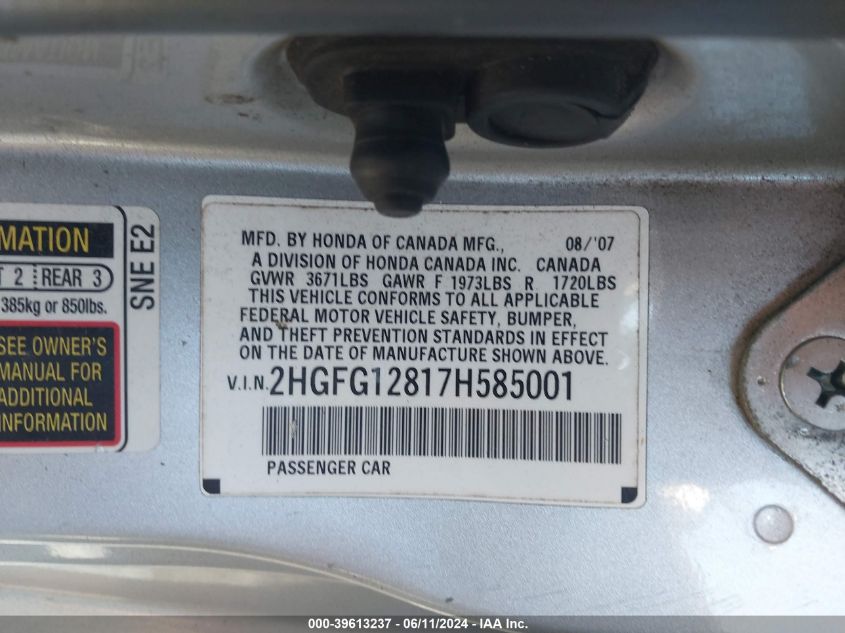 MATION
T 2 REAR 3
385kg or 850lbs.
SEE OWNER'S
MANUAL FOR
ADDITIONAL
INFORMATION
SNE E2
MFD. BY HONDA OF CANADA MFG., 08/'07
A DIVISION OF HONDA CANADA INC. CANADA
GVWR 3671LBS GAWR F 1973LBS R 1720LBS
THIS VEHICLE CONFORMS TO ALL APPLICABLE
FEDERAL MOTOR VEHICLE SAFETY, BUMPER,
AND THEFT PREVENTION STANDARDS IN EFFECT
ON THE DATE OF MANUFACTURE SHOWN ABOVE.
V.I.N. 2HGFG12817H585001
PASSENGER CAR
000-39613237 - 06/11/2024 - IAA Inc.